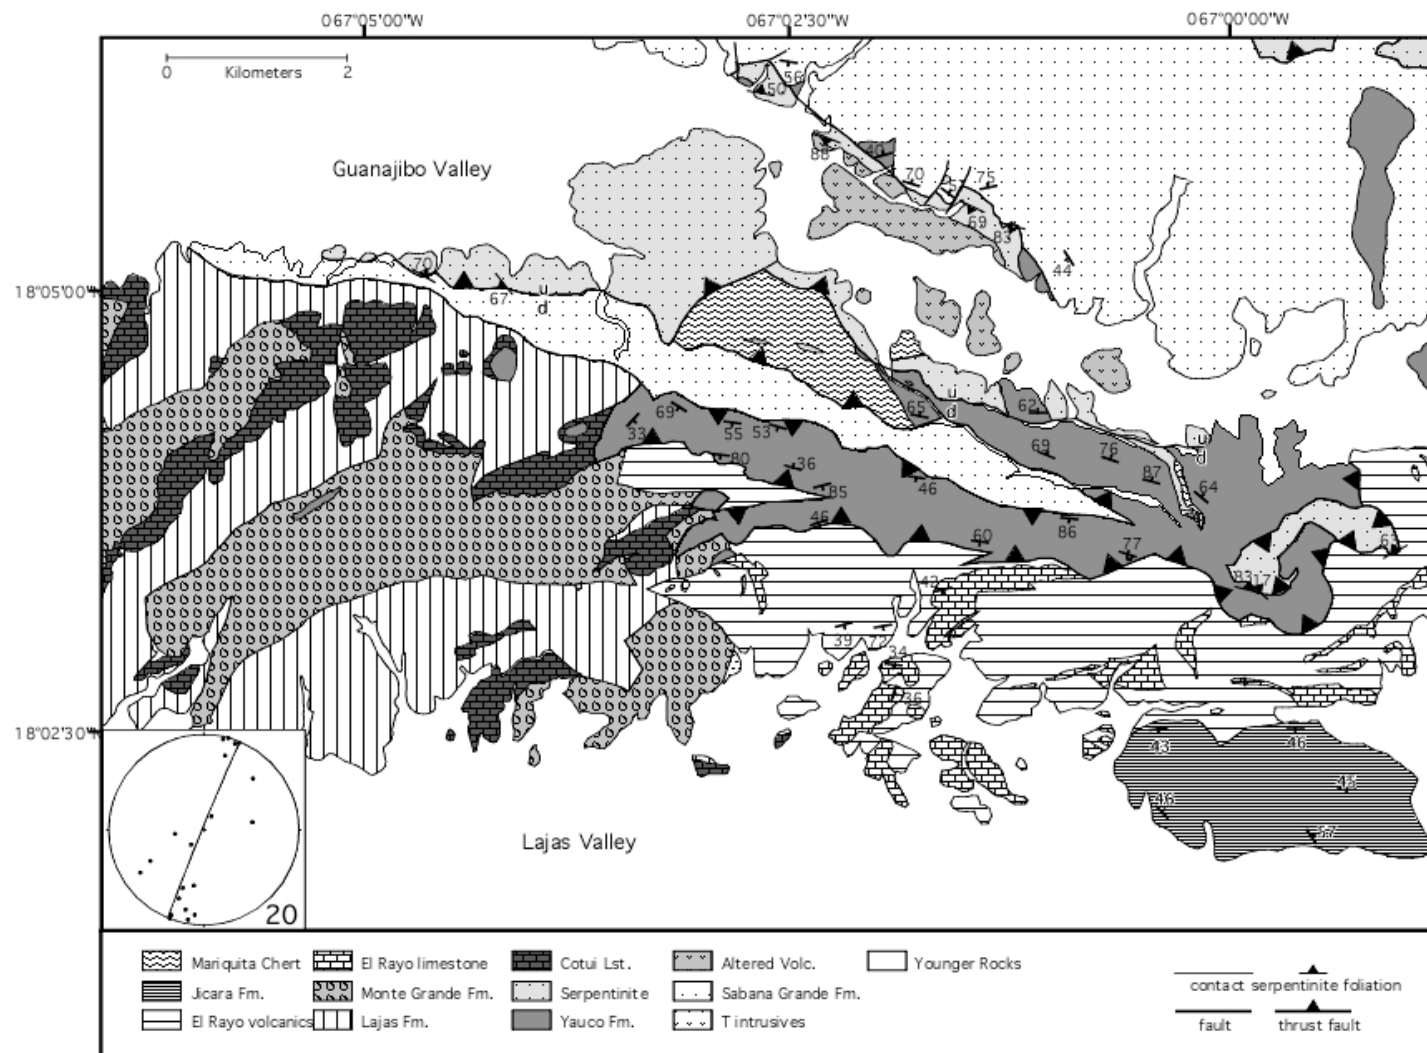 067°05'00"W 067°02'30"W 067°00'00"W
0 Kilometers 2
56
50
88 40
70 75
69
83
44
Guanajibo Valley
70
67 u
d
18°05'00"
69
33 55 53
80 36
85 46
46 60 86 77
65 u
d
62
69 76
87 64
u
d
83 17
42
39 72
34
36
18°02'30"
43 46
45
46
57
Lajas Valley
20
Mariquita Chert El Rayo limestone Cotui Lst. Altered Volc. Younger Rocks
Jicara Fm. Monte Grande Fm. Serpentinite Sabana Grande Fm.
El Rayo volcanics Lajas Fm. Yauco Fm. T intrusives
contact serpentinite foliation
fault thrust fault